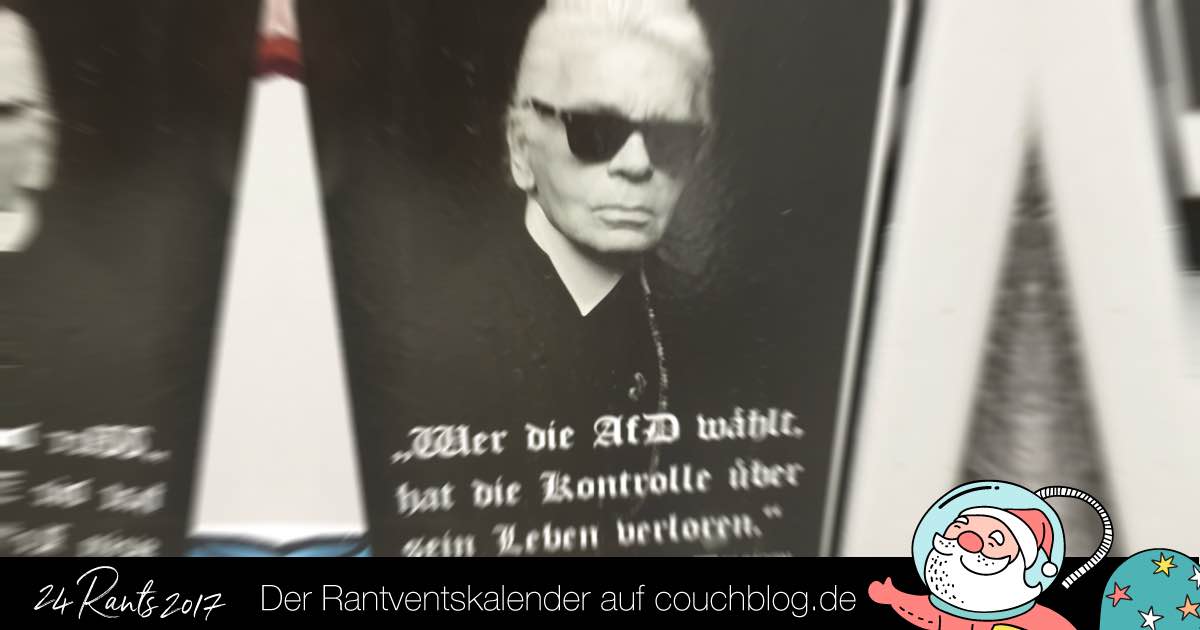 „Wer die AfD wählt,
hat die Kontrolle über
sein Leben verloren.“
24 Rants 2017
Der Rantventskalender auf couchblog.de